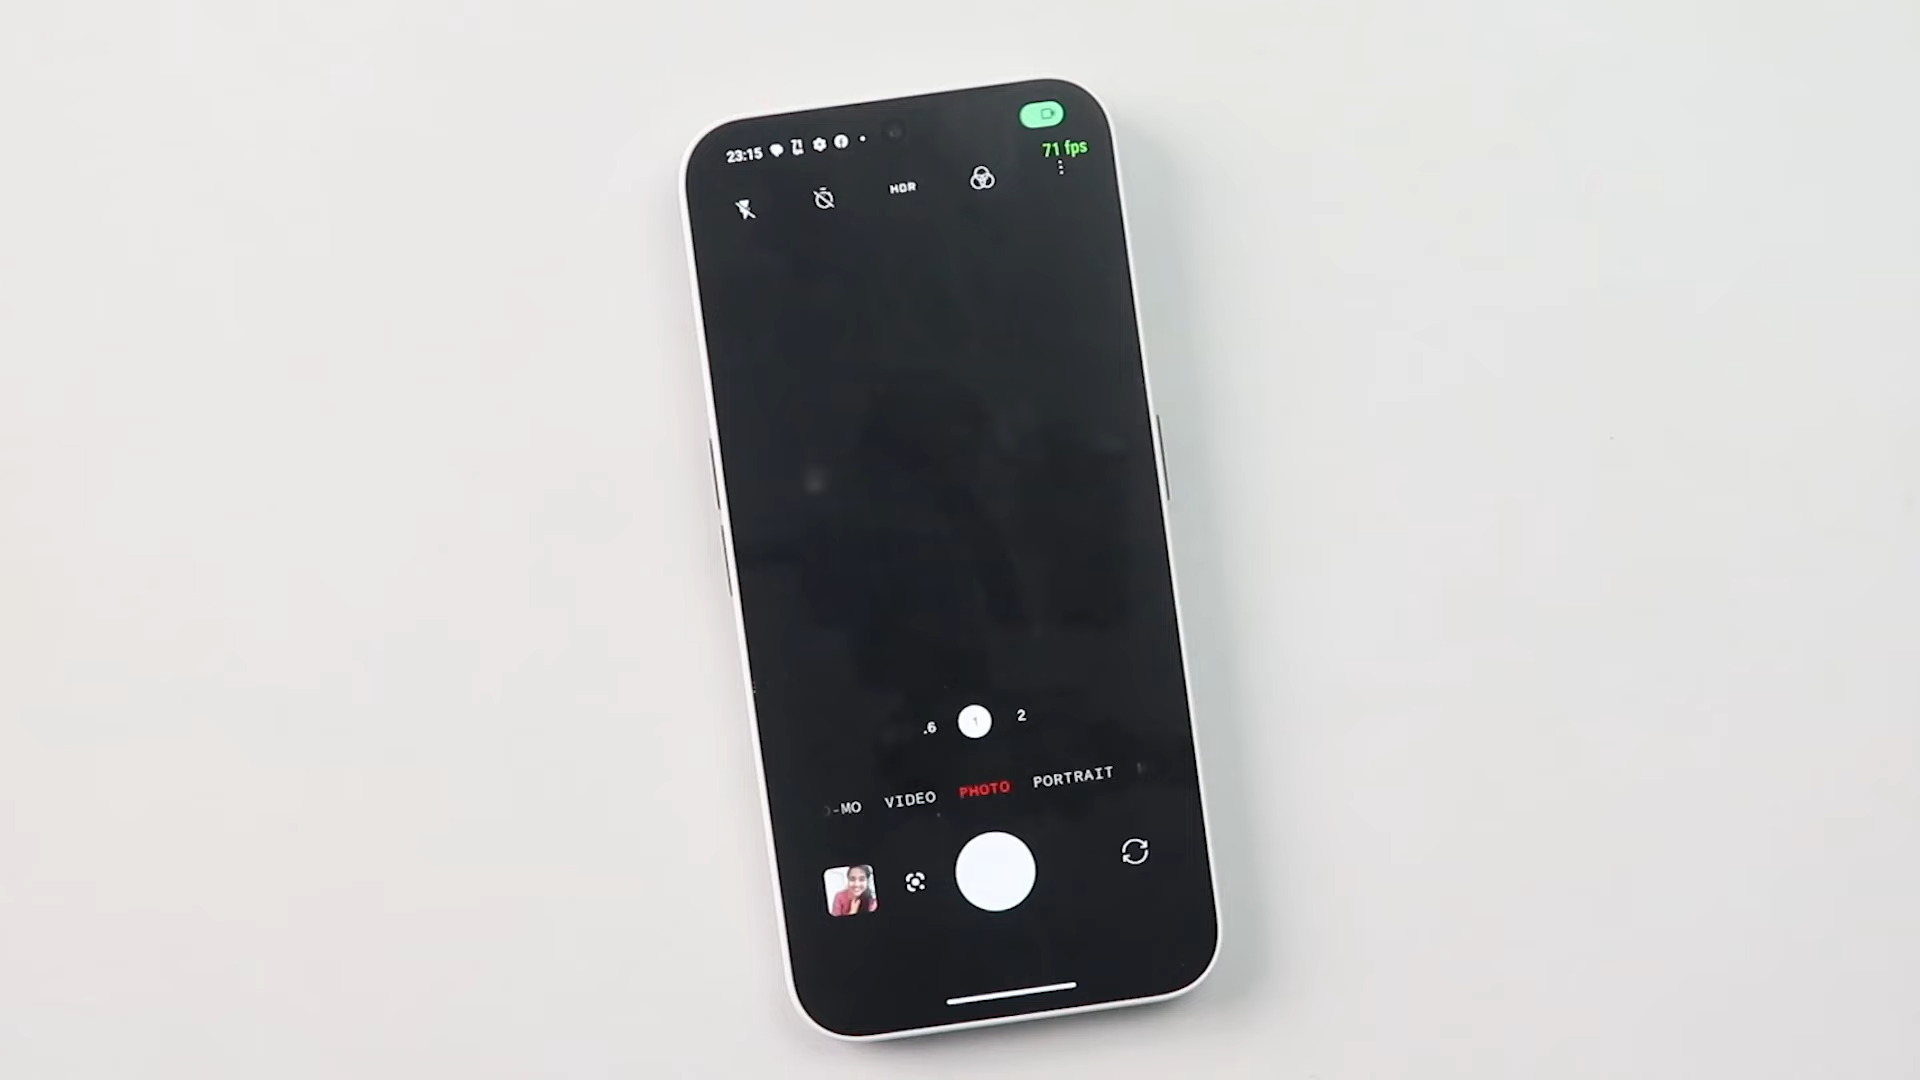 23:15
71 fps
HDR
.6 1 2
-MO VIDEO PHOTO PORTRAIT